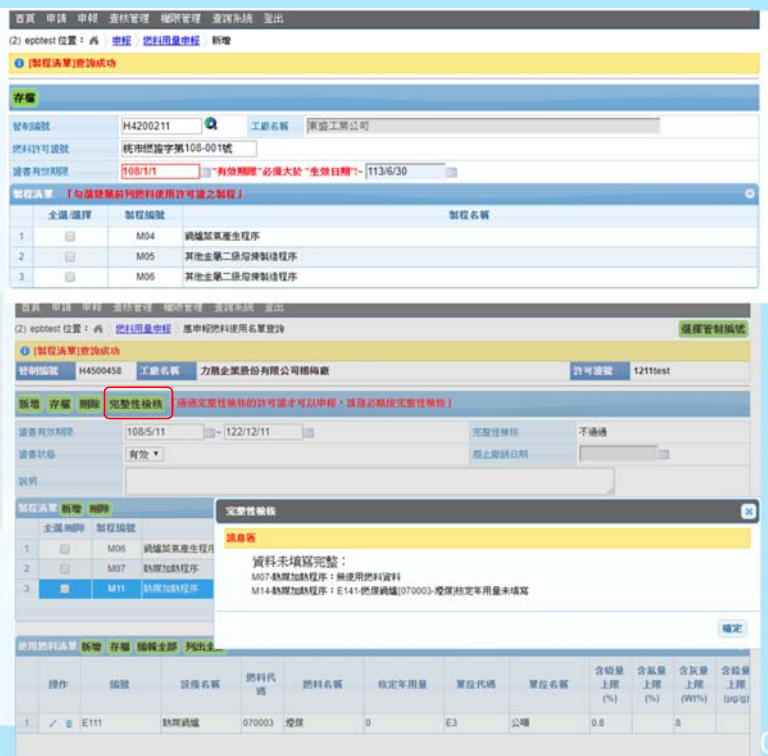 首頁 申請 申報 查核管理 權限管理 查詢系統 登出
(2) epbtest 位置： 申報 〉 燃料用量申報 〉 新增
[製程清單]查詢成功
存檔
管制編號 H4200211 工廠名稱 東盛工業公司
燃料許可證號 桃市燃證字第108-001號
證書有效期限 108/1/1 "有效期限"必須大於 "生效日期"!~ 113/6/30
製程清單 「勾選建築前列燃料使用許可證之製程」
全選/選擇 製程編號 製程名稱
1 M04 鍋爐蒸氣產生程序
2 M05 其他金屬二級熔煉製造程序
3 M06 其他金屬二級熔煉製造程序
首頁 申請 申報 查核管理 權限管理 查詢系統 登出
(2) epbtest 位置： 〉 燃料用量申報 〉 應申報燃料使用名單查詢 選擇管制編號
[製程清單]查詢成功
管制編號 H4500458 工廠名稱 力鵬企業股份有限公司楊梅廠 許可證號 1211test
新增 存檔 刪除 完整性檢核 「通過完整性檢核的許可證才可以申報，請務必點按完整性檢核」
證書有效期限 108/5/11 ~ 122/12/11 完整性檢核 不通過
證書狀態 有效 廢止撤銷日期
說明
製程清單 新增 刪除
全選/刪除 製程編號
1 M06 鍋爐蒸氣產生程序
2 M07 熱媒加熱程序
3 M11 熱媒加熱程序
完整性檢核
訊息區
資料未填寫完整：
M07-熱媒加熱程序：無使用燃料資料
M14-熱媒加熱程序：E141-燃煤鍋爐[070003-煙煤]核定年用量未填寫
確定
使用燃料清單 新增 存檔 編輯全部 列出全
操作 編號 設備名稱 燃料代碼 燃料名稱 核定年用量 單位代碼 單位名稱 含硫量上限(%) 含氮量上限(%) 含灰量上限(Wt%) 含鉛量上限(μg/g)
1 E111 熱媒鍋爐 070003 煙煤 0 E3 公噸 0.8 8